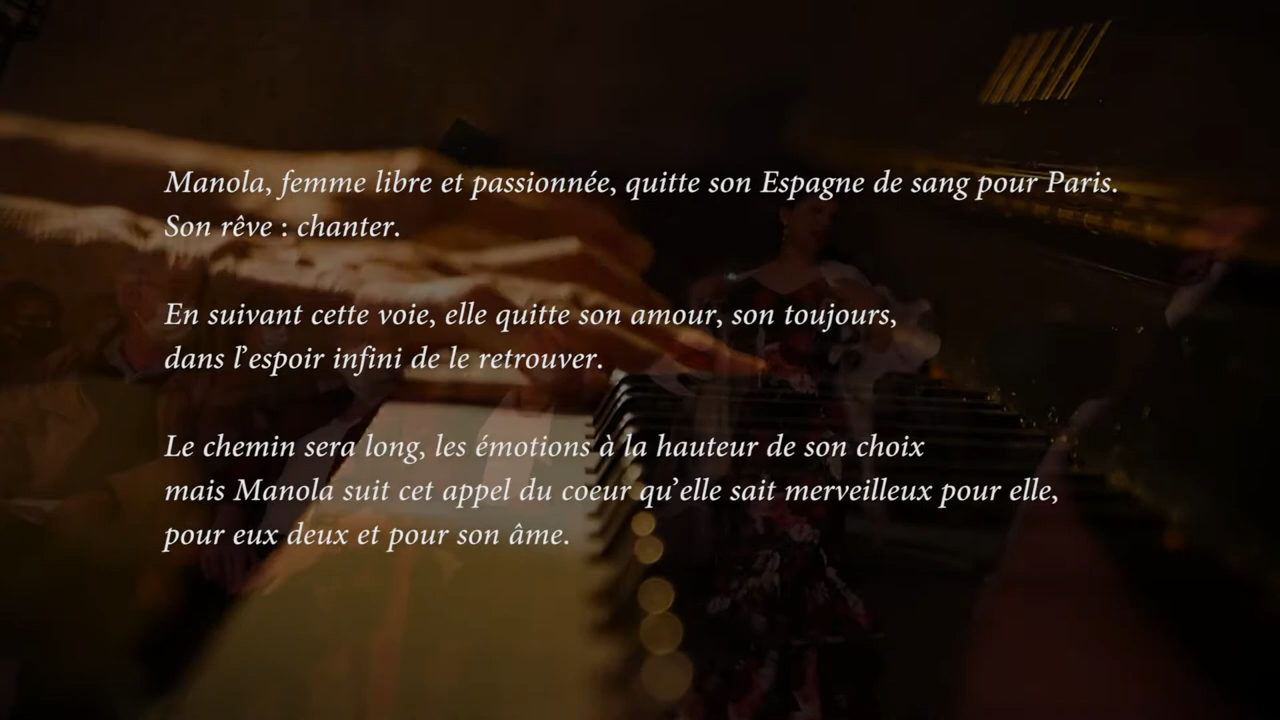 Manola, femme libre et passionnée, quitte son Espagne de sang pour Paris.
Son rêve : chanter.
En suivant cette voie, elle quitte son amour, son toujours,
dans l’espoir infini de le retrouver.
Le chemin sera long, les émotions à la hauteur de son choix
mais Manola suit cet appel du coeur qu’elle sait merveilleux pour elle,
pour eux deux et pour son âme.